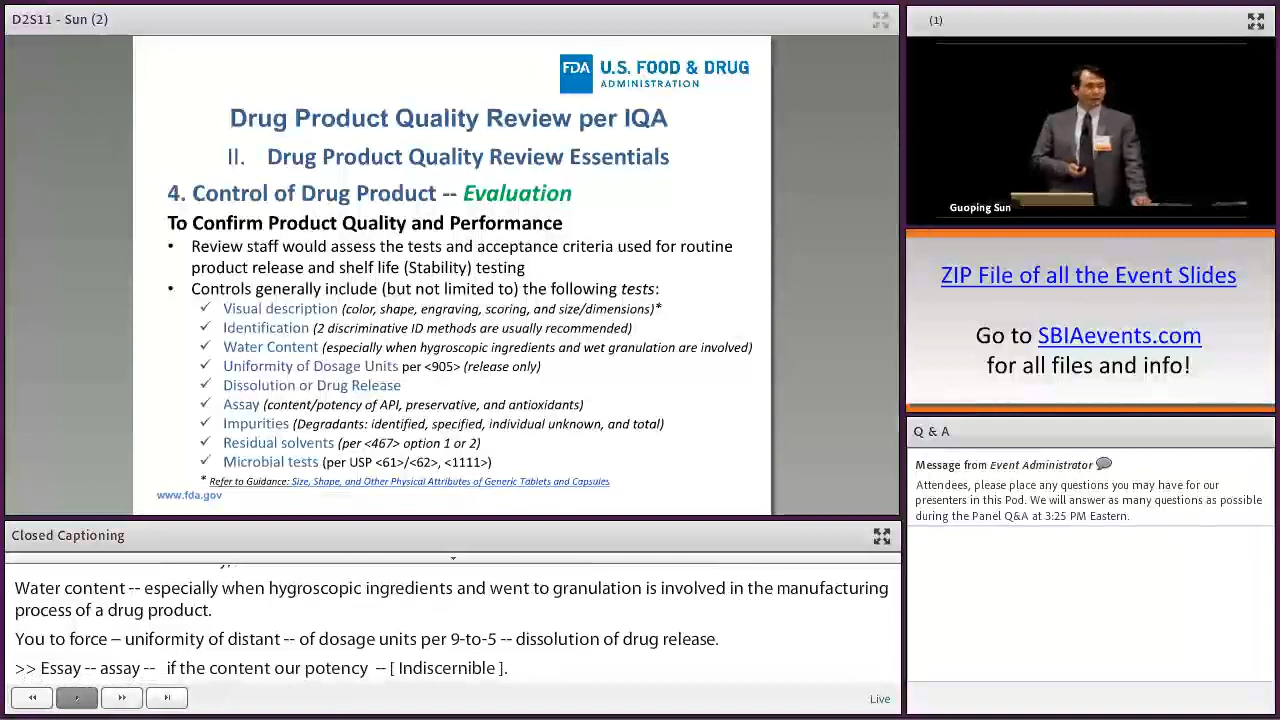 D2S11 - Sun (2)
FDA
U.S. FOOD & DRUG
ADMINISTRATION
Drug Product Quality Review per IQA
II. Drug Product Quality Review Essentials
4. Control of Drug Product -- Evaluation
To Confirm Product Quality and Performance
• Review staff would assess the tests and acceptance criteria used for routine
product release and shelf life (Stability) testing
• Controls generally include (but not limited to) the following tests:
✓ Visual description (color, shape, engraving, scoring, and size/dimensions)*
✓ Identification (2 discriminative ID methods are usually recommended)
✓ Water Content (especially when hygroscopic ingredients and wet granulation are involved)
✓ Uniformity of Dosage Units per <905> (release only)
✓ Dissolution or Drug Release
✓ Assay (content/potency of API, preservative, and antioxidants)
✓ Impurities (Degradants: identified, specified, individual unknown, and total)
✓ Residual solvents (per <467> option 1 or 2)
✓ Microbial tests (per USP <61>/<62>, <1111>)
* Refer to Guidance: Size, Shape, and Other Physical Attributes of Generic Tablets and Capsules
www.fda.gov
(1)
Guoping Sun
ZIP File of all the Event Slides
Go to SBIAevents.com
for all files and info!
Q & A
Message from Event Administrator
Attendees, please place any questions you may have for our
presenters in this Pod. We will answer as many questions as possible
during the Panel Q&A at 3:25 PM Eastern.
Closed Captioning
Water content -- especially when hygroscopic ingredients and went to granulation is involved in the manufacturing
process of a drug product.
You to force – uniformity of distant -- of dosage units per 9-to-5 -- dissolution of drug release.
>> Essay -- assay -- if the content our potency -- [ Indiscernible ].
Live